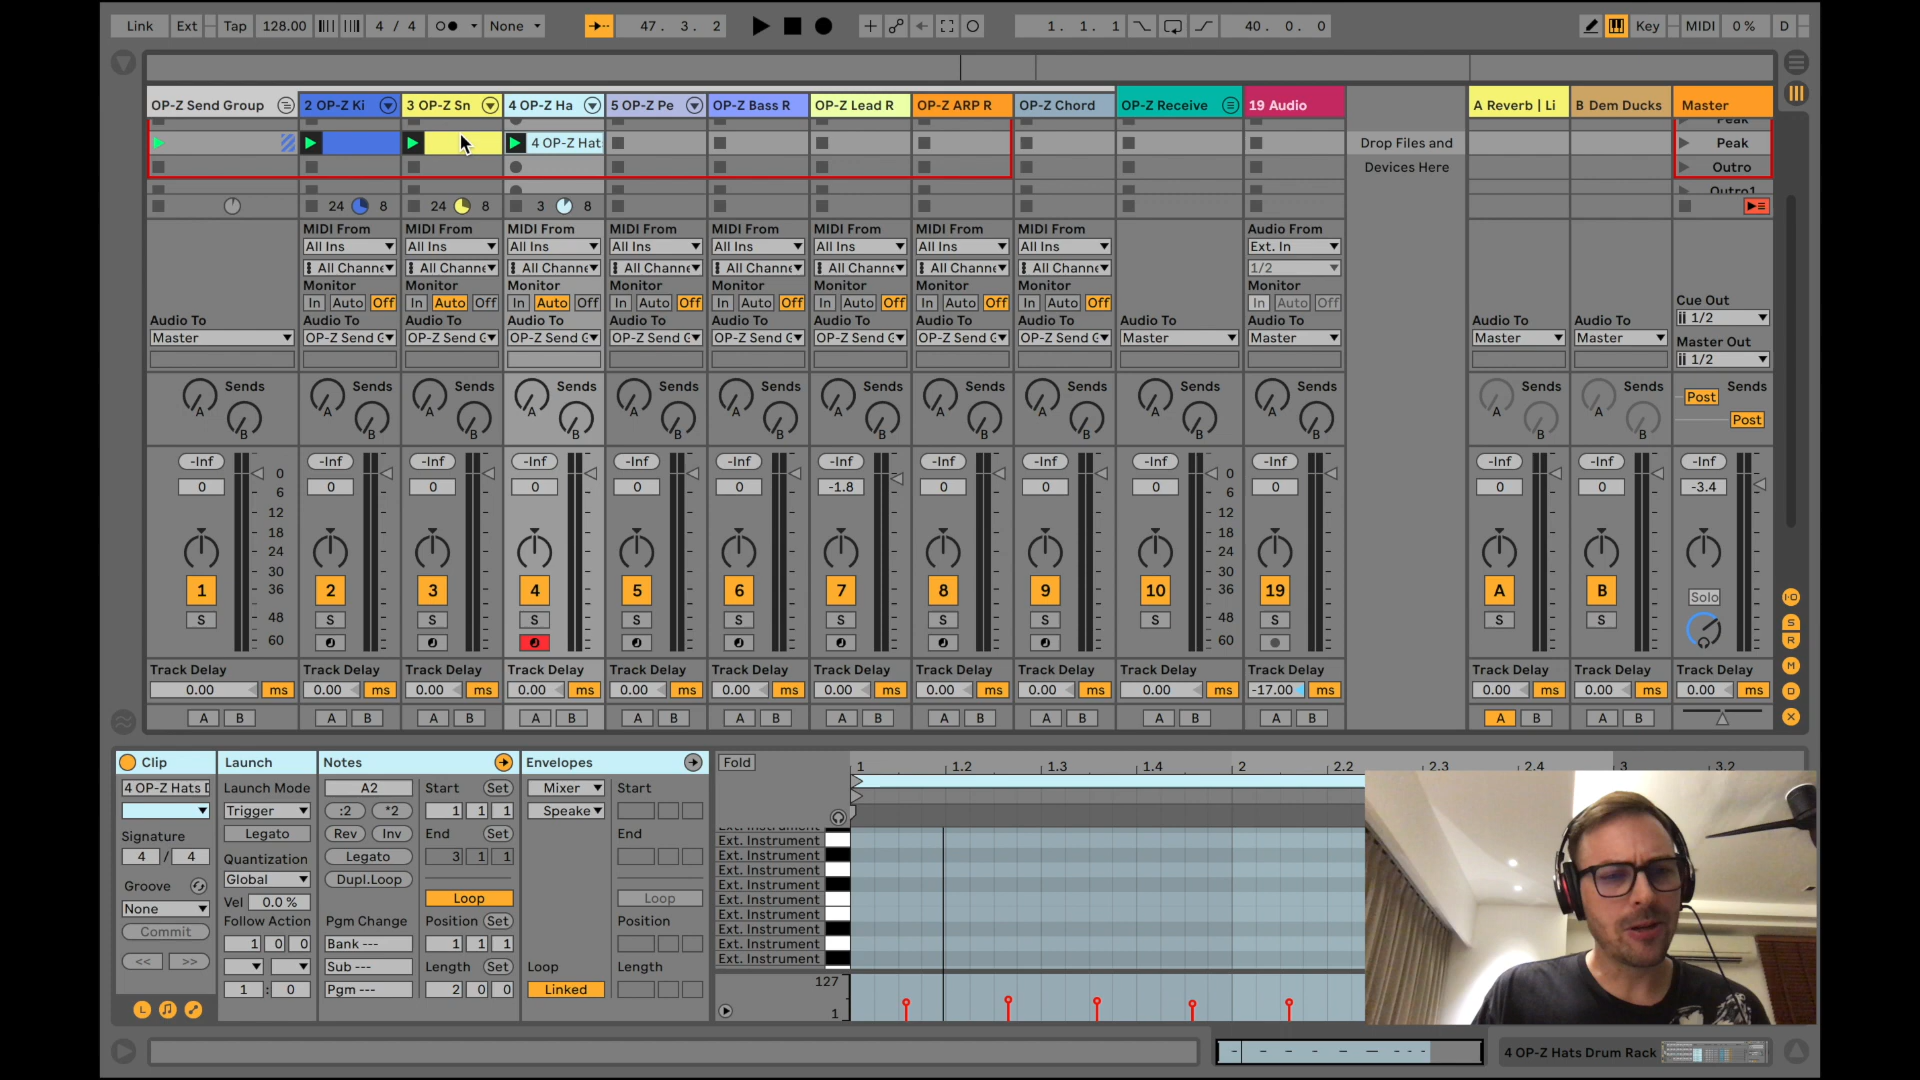 Link Ext Tap 128.00 4 / 4 None 47. 3. 2 1. 1. 1 40. 0. 0 Key MIDI 0 % D
OP-Z Send Group 2 OP-Z Ki 3 OP-Z Sn 4 OP-Z Ha 5 OP-Z Pe OP-Z Bass R OP-Z Lead R OP-Z ARP R OP-Z Chord OP-Z Receive 19 Audio A Reverb | Li B Dem Ducks Master
Peak
4 OP-Z Hat Drop Files and Peak
Devices Here Outro
Outro1
24 8 24 8 3 8
MIDI From MIDI From MIDI From MIDI From MIDI From MIDI From MIDI From MIDI From Audio From
All Ins All Ins All Ins All Ins All Ins All Ins All Ins All Ins Ext. In
All Channe All Channe All Channe All Channe All Channe All Channe All Channe All Channe 1/2
Monitor Monitor Monitor Monitor Monitor Monitor Monitor Monitor Monitor
In Auto Off In Auto Off In Auto Off In Auto Off In Auto Off In Auto Off In Auto Off In Auto Off In Auto Off Cue Out
Audio To Audio To Audio To Audio To Audio To Audio To Audio To Audio To Audio To Audio To Audio To Audio To Audio To 1/2
Master OP-Z Send G OP-Z Send G OP-Z Send G OP-Z Send G OP-Z Send G OP-Z Send G OP-Z Send G OP-Z Send G Master Master Master Master Master Out
1/2
Sends Sends Sends Sends Sends Sends Sends Sends Sends Sends Sends Sends Sends Sends
A A A A A A A A A A A A A Post
B B B B B B B B B B B B B Post
-Inf -Inf -Inf -Inf -Inf -Inf -Inf -Inf -Inf -Inf -Inf -Inf -Inf -Inf
0 0 0 0 0 0 -1.8 0 0 0 0 0 0 -3.4
0 6 12 18 24 30 36 48 60 0 6 12 18 24 30 36 48 60
1 2 3 4 5 6 7 8 9 10 19 A B Solo
S S S S S S S S S S S S S
Track Delay Track Delay Track Delay Track Delay Track Delay Track Delay Track Delay Track Delay Track Delay Track Delay Track Delay Track Delay Track Delay Track Delay
0.00 ms 0.00 ms 0.00 ms 0.00 ms 0.00 ms 0.00 ms 0.00 ms 0.00 ms 0.00 ms 0.00 ms -17.00 ms 0.00 ms 0.00 ms 0.00 ms
A B A B A B A B A B A B A B A B A B A B A B A B A B
I·O
S
R
M
D
X
Clip Launch Notes Envelopes Fold 1 1.2 1.3 1.4 2 2.2 2.3 2.4 3 3.2
4 OP-Z Hats D Launch Mode A2 Start Set Mixer Start
Trigger :2 *2 1 1 1 Speake
Signature Legato Rev Inv End Set End
4 / 4 Quantization Legato 3 1 1
Groove Global Dupl.Loop Loop Loop
None Vel 0.0 % Pgm Change Position Set Position
Commit Follow Action Bank --- 1 1 1
<< >> 1 0 0 Sub --- Length Set Loop Length
1 : 0 Pgm --- 2 0 0 Linked
L
Ext. Instrument
Ext. Instrument
Ext. Instrument
Ext. Instrument
Ext. Instrument
Ext. Instrument
Ext. Instrument
Ext. Instrument
Ext. Instrument
Ext. Instrument
127
1
4 OP-Z Hats Drum Rack